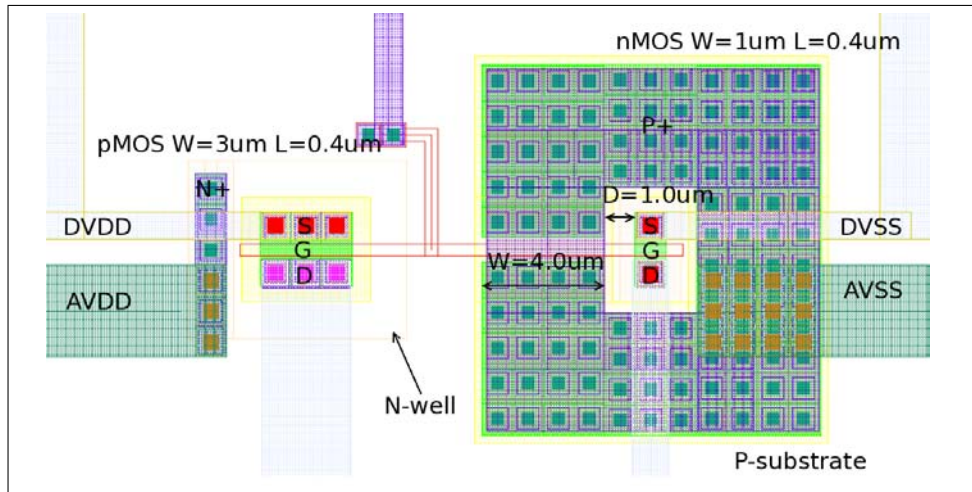 nMOS W=1um L=0.4um
pMOS W=3um L=0.4um
P+
N+
D=1.0um
DVDD
S
S
DVSS
G
G
W=4.0um
D
D
AVDD
AVSS
N-well
P-substrate